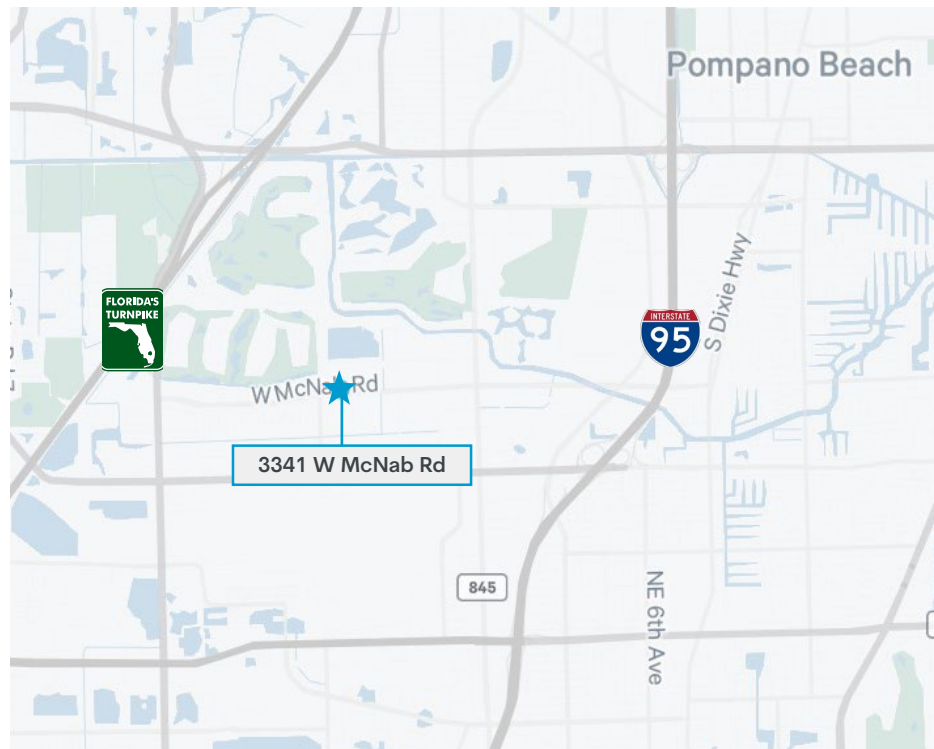 Pompano Beach
FLORIDA'S
TURNPIKE
INTERSTATE
95
S Dixie Hwy
W McNab Rd
3341 W McNab Rd
845
NE 6th Ave